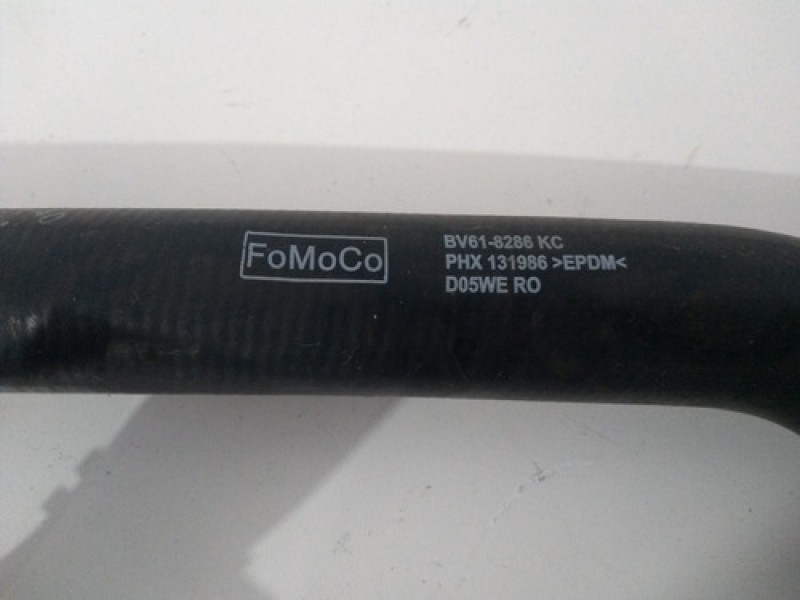 FoMoCo
BV61-8286 KC
PHX 131986 >EPDM<
D05WE RO